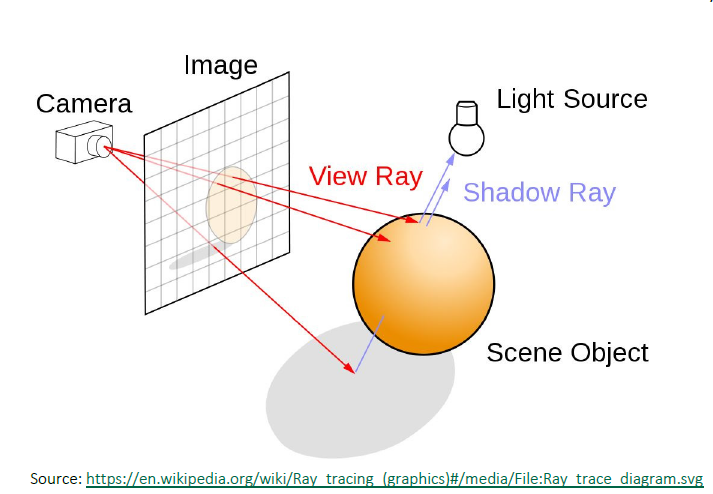 Image
Camera
Light Source
View Ray
Shadow Ray
Scene Object
Source: https://en.wikipedia.org/wiki/Ray_tracing_(graphics)#/media/File:Ray_trace_diagram.svg